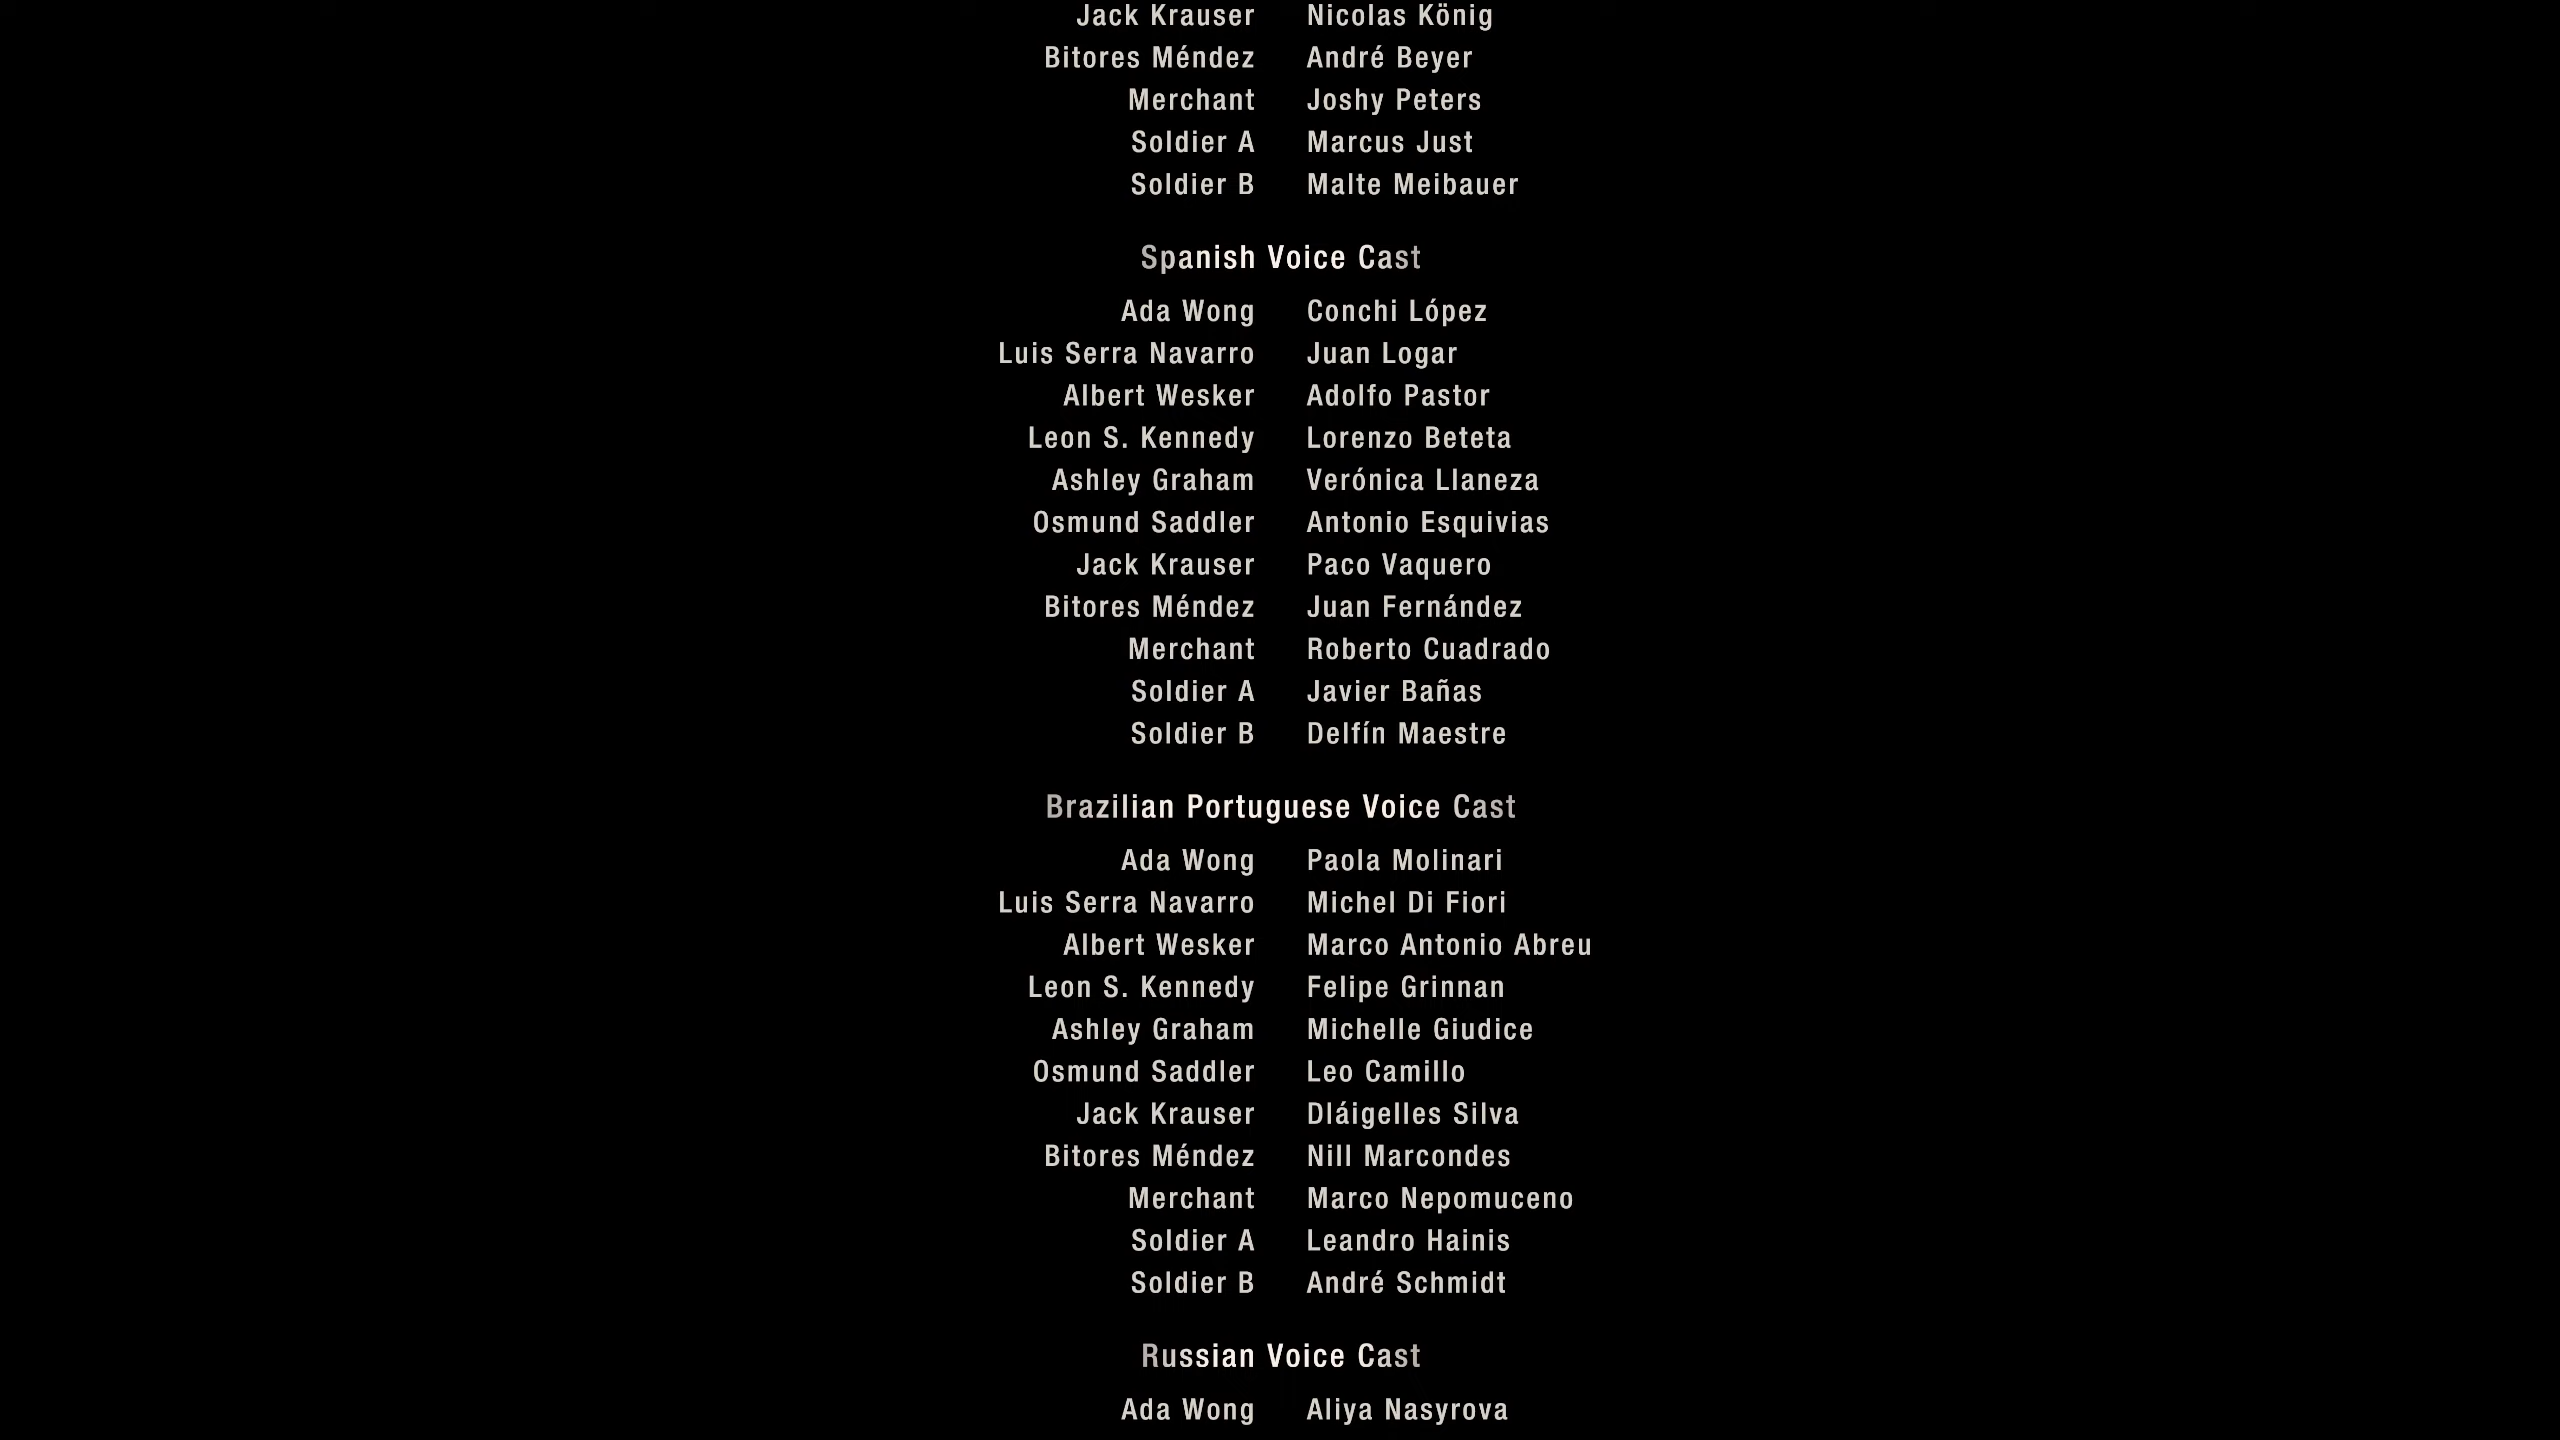 Jack Krauser Nicolas König
Bitores Méndez André Beyer
Merchant Joshy Peters
Soldier A Marcus Just
Soldier B Malte Meibauer
Spanish Voice Cast
Ada Wong Conchi López
Luis Serra Navarro Juan Logar
Albert Wesker Adolfo Pastor
Leon S. Kennedy Lorenzo Beteta
Ashley Graham Verónica Llaneza
Osmund Saddler Antonio Esquivias
Jack Krauser Paco Vaquero
Bitores Méndez Juan Fernández
Merchant Roberto Cuadrado
Soldier A Javier Bañas
Soldier B Delfín Maestre
Brazilian Portuguese Voice Cast
Ada Wong Paola Molinari
Luis Serra Navarro Michel Di Fiori
Albert Wesker Marco Antonio Abreu
Leon S. Kennedy Felipe Grinnan
Ashley Graham Michelle Giudice
Osmund Saddler Leo Camillo
Jack Krauser Dláigelles Silva
Bitores Méndez Nill Marcondes
Merchant Marco Nepomuceno
Soldier A Leandro Hainis
Soldier B André Schmidt
Russian Voice Cast
Ada Wong Aliya Nasyrova